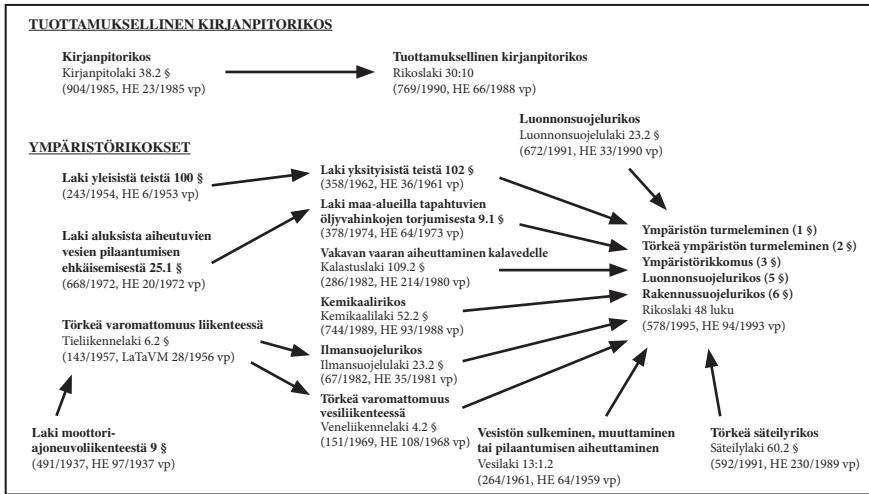 TUOTTAMUKSELLINEN KIRJANPITORIKOS
Kirjanpitorikos
Kirjanpitolaki 38.2 §
(904/1985, HE 23/1985 vp)
Tuottamuksellinen kirjanpitorikos
Rikoslaki 30:10
(769/1990, HE 66/1988 vp)
Luonnonsuojelurikos
Luonnonsuojelulaki 23.2 §
(672/1991, HE 33/1990 vp)
YMPÄRISTÖRIKOKSET
Laki yleisistä teistä 100 §
(243/1954, HE 6/1953 vp)
Laki aluksista aiheutuvien
vesien pilaantumisen
ehkäisemisestä 25.1 §
(668/1972, HE 20/1972 vp)
Törkeä varomattomuus liikenteessä
Tieliikennelaki 6.2 §
(143/1957, LaTaVM 28/1956 vp)
Laki moottori-
ajoneuvoliikenteestä 9 §
(491/1937, HE 97/1937 vp)
Laki yksityisistä teistä 102 §
(358/1962, HE 36/1961 vp)
Laki maa-alueilla tapahtuvien
öljyvahinkojen torjumisesta 9.1 §
(378/1974, HE 64/1973 vp)
Vakavan vaaran aiheuttaminen kalavedelle
Kalastuslaki 109.2 §
(286/1982, HE 214/1980 vp)
Kemikaalirikos
Kemikaalilaki 52.2 §
(744/1989, HE 93/1988 vp)
Ilmansuojelurikos
Ilmansuojelulaki 23.2 §
(67/1982, HE 35/1981 vp)
Törkeä varomattomuus
vesiliikenteessä
Veneliikennelaki 4.2 §
(151/1969, HE 108/1968 vp)
Ympäristön turmeleminen (1 §)
Törkeä ympäristön turmeleminen (2 §)
Ympäristörikkomus (3 §)
Luonnonsuojelurikos (5 §)
Rakennussuojelurikos (6 §)
Rikoslaki 48 luku
(578/1995, HE 94/1993 vp)
Vesistön sulkeminen, muuttaminen
tai pilaantumisen aiheuttaminen
Vesilaki 13:1.2
(264/1961, HE 64/1959 vp)
Törkeä säteilyrikos
Säteilylaki 60.2 §
(592/1991, HE 230/1989 vp)